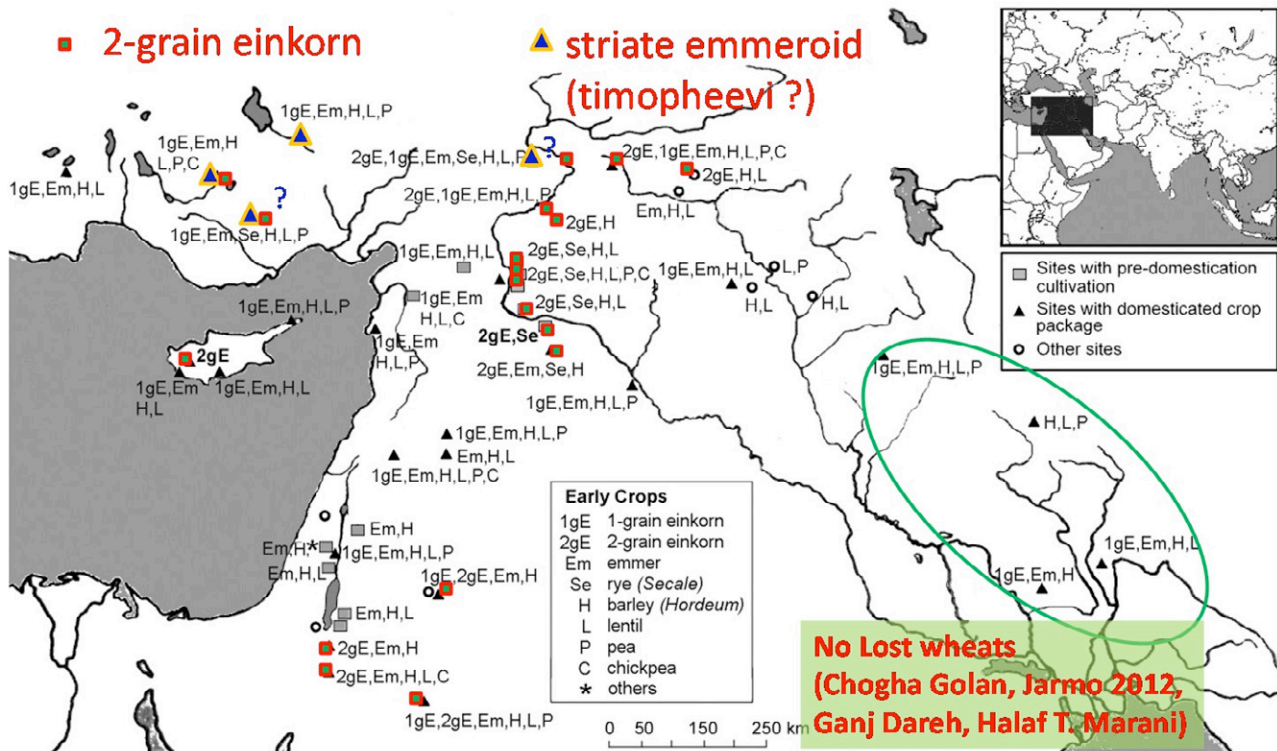 2-grain einkorn
striate emmeroid
(timopheevi ?)
1gE,Em,H,L,P
1gE,Em,H
L,P,C
1gE,Em,H,L
?
1gE,Em,Se,H,L,P
2gE,1gE,Em,Se,H,L,P
?
2gE,1gE,Em,H,L,P,C
2gE,H,L
Em,H,L
2gE,1gE,Em,H,L,P
2gE,H
1gE,Em,H,L
2gE,Se,H,L
2gE,Se,H,L,P,C
1gE,Em
H,L,C
2gE,Se,H,L
1gE,Em,H,L
L,P
H,L
H,L
1gE,Em,H,L,P
2gE
1gE,Em
H,L
1gE,Em,H,L
1gE,Em
H,L,P
2gE,Se
2gE,Em,Se,H
1gE,Em,H,L,P
1gE,Em,H,L,P
H,L,P
1gE,Em,H,L,P
Em,H,L
1gE,Em,H,L,P,C
Em,H
Em,H
*
1gE,Em,H,L,P
Em,H,L
1gE,2gE,Em,H
Em,H,L
2gE,Em,H
2gE,Em,H,L,C
1gE,2gE,Em,H,L,P
1gE,Em,H,L
1gE,Em,H
Sites with pre-domestication
cultivation
Sites with domesticated crop
package
Other sites
Early Crops
1gE 1-grain einkorn
2gE 2-grain einkorn
Em emmer
Se rye (Secale)
H barley (Hordeum)
L lentil
P pea
C chickpea
* others
0 50 100 150 250 km
No Lost wheats
(Chogha Golan, Jarmo 2012,
Ganj Dareh, Halaf T. Marani)